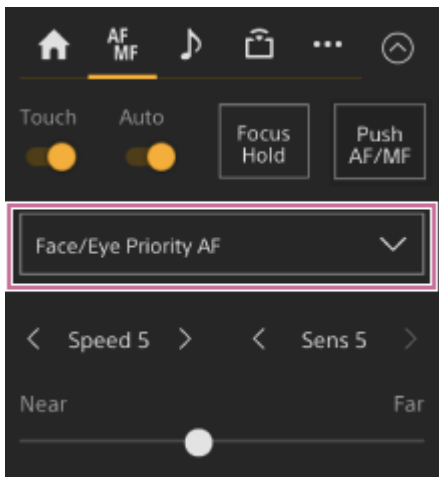 AF
MF
Touch Auto
Focus
Hold
Push
AF/MF
Face/Eye Priority AF
Speed 5 Sens 5
Near Far